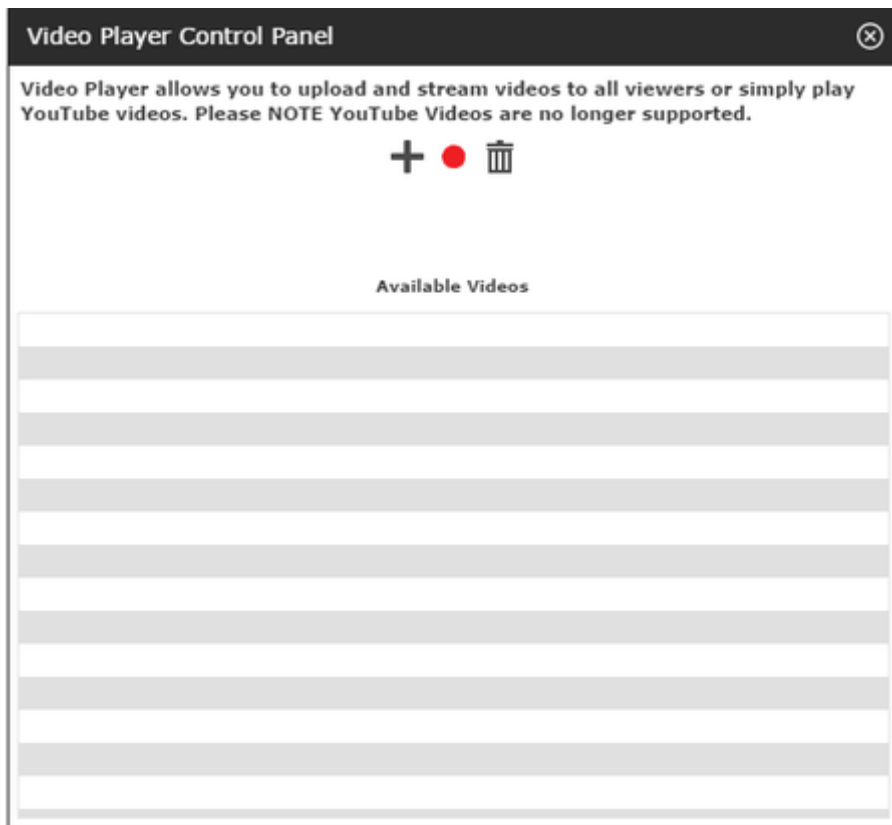 Video Player Control Panel
Video Player allows you to upload and stream videos to all viewers or simply play
YouTube videos. Please NOTE YouTube Videos are no longer supported.
Available Videos